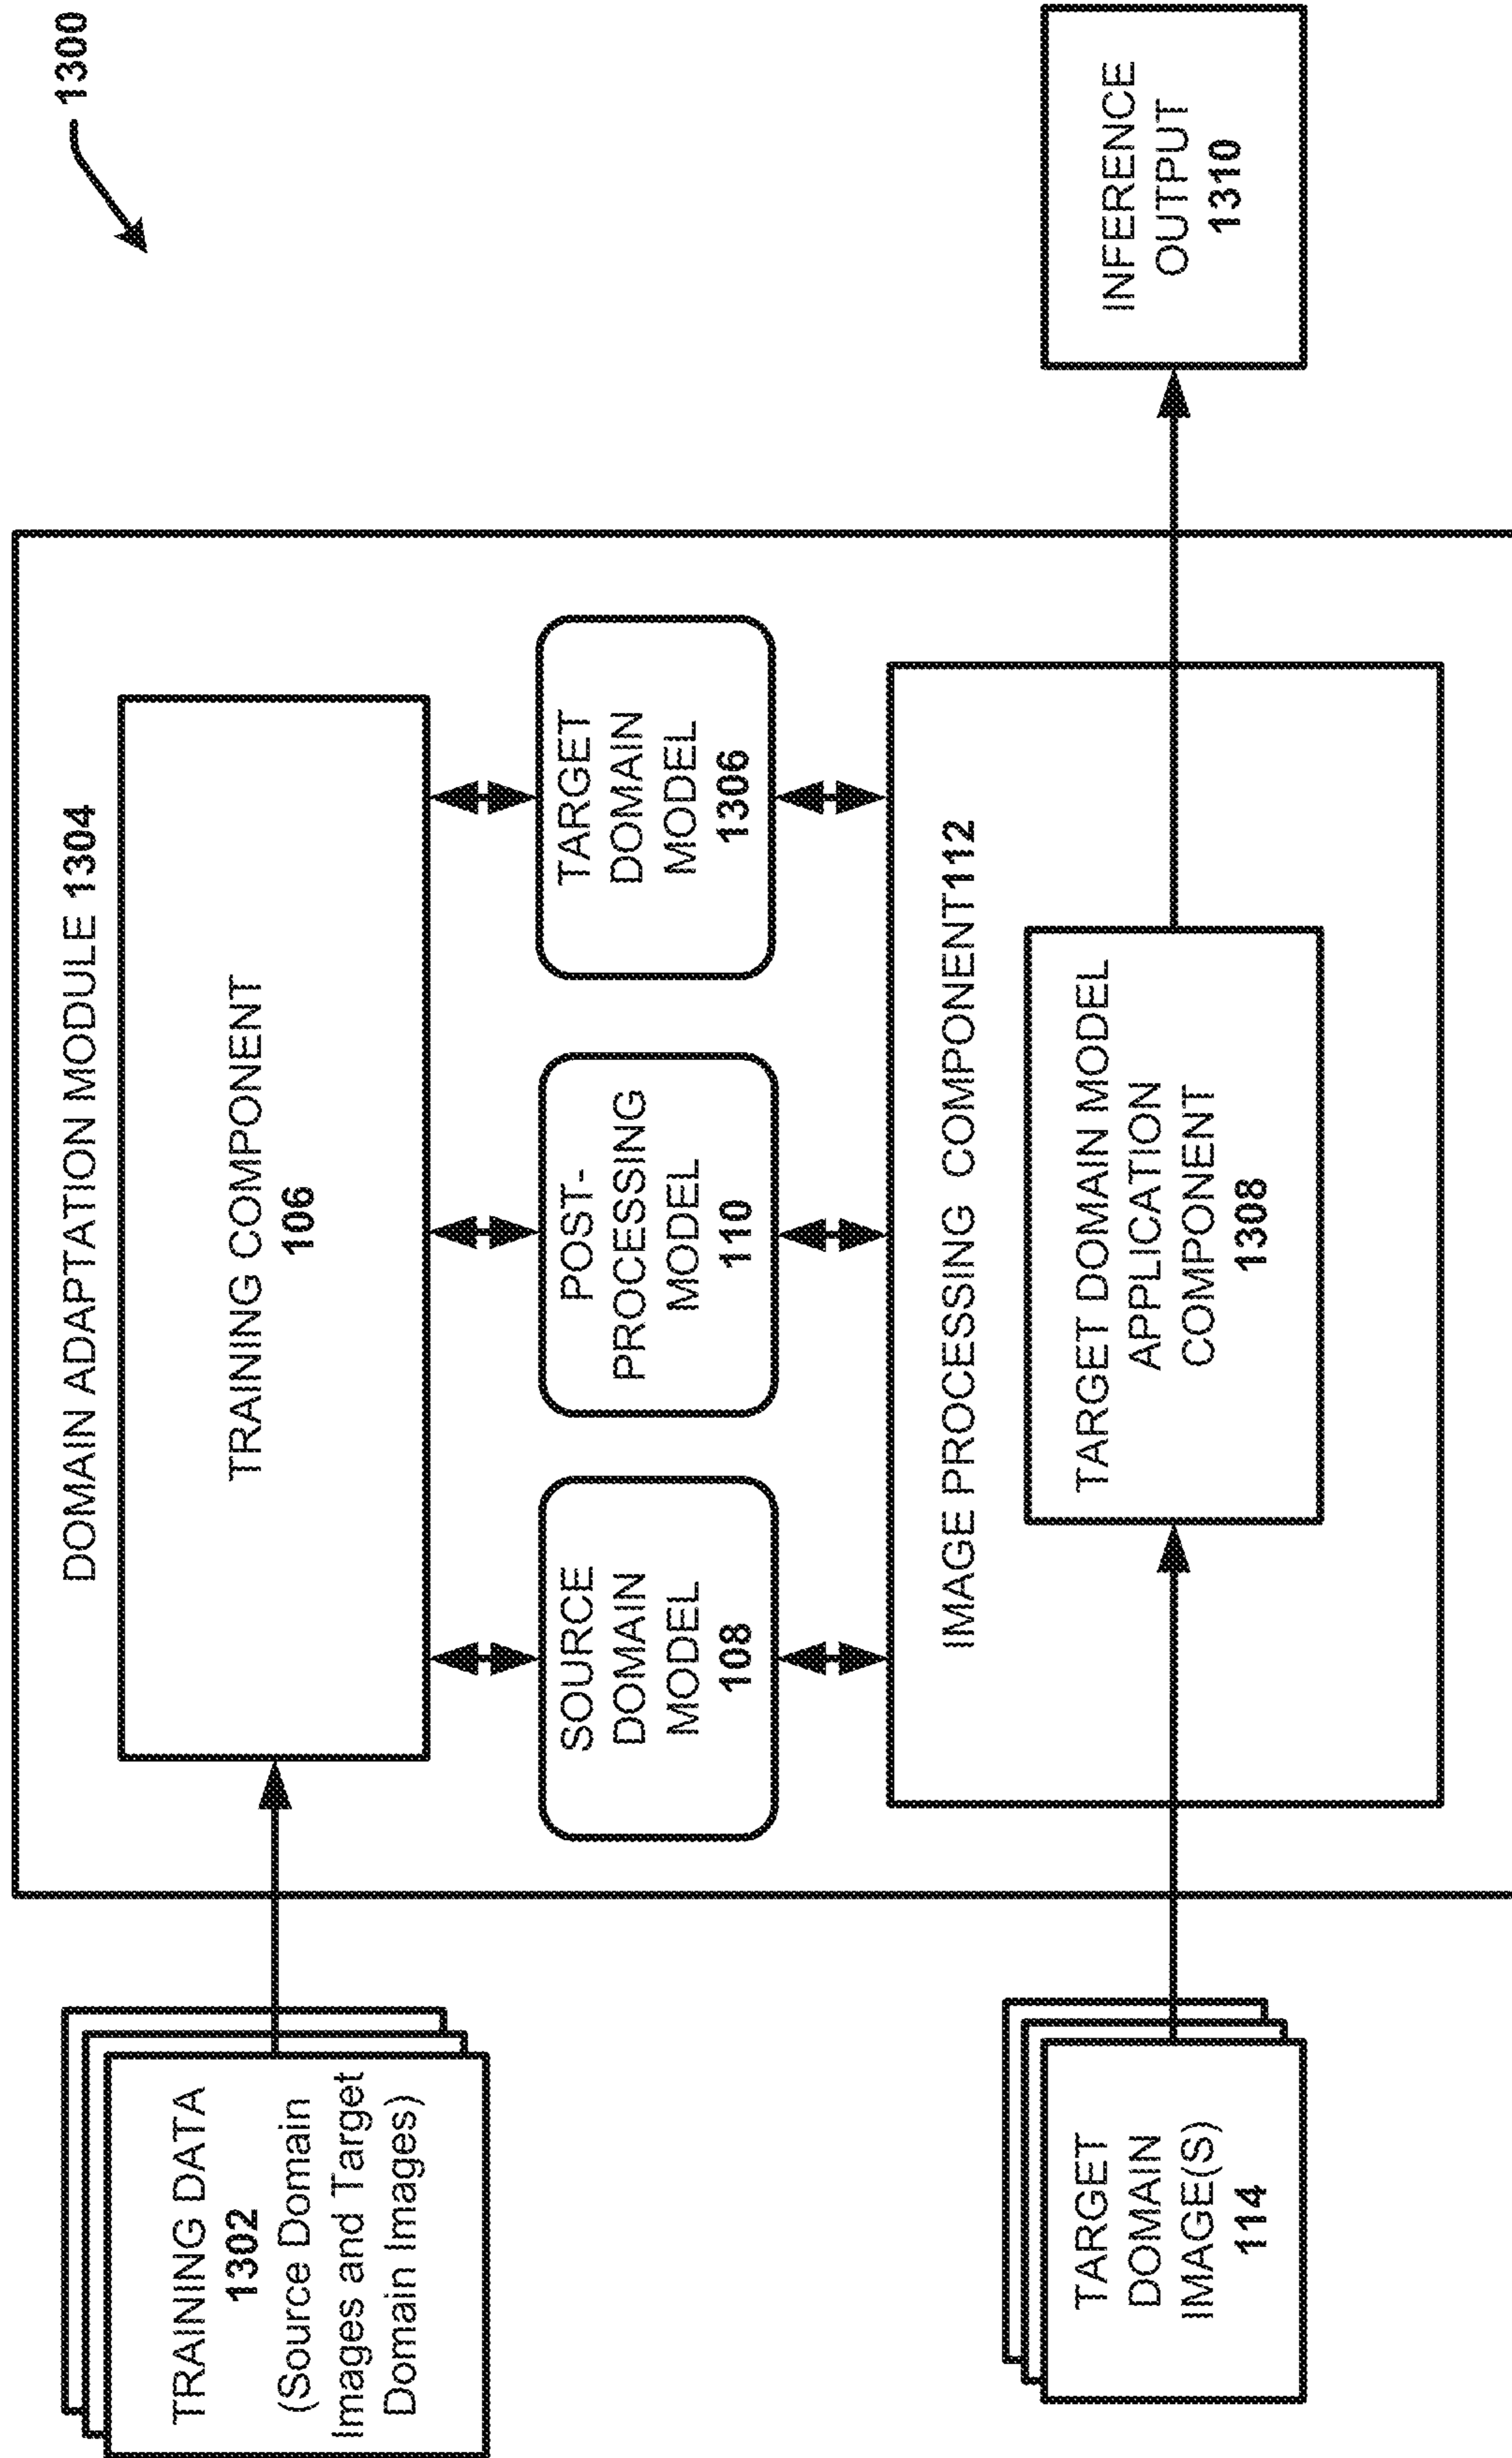 1300
TRAINING DATA
1302
(Source Domain
Images and Target
Domain Images)
DOMAIN ADAPTATION MODULE 1304
TRAINING COMPONENT
106
SOURCE
DOMAIN
MODEL
108
POST-
PROCESSING
MODEL
110
TARGET
DOMAIN
MODEL
1306
IMAGE PROCESSING COMPONENT112
TARGET DOMAIN MODEL
APPLICATION
COMPONENT
1308
TARGET
DOMAIN
IMAGE(S)
114
INFERENCE
OUTPUT
1310